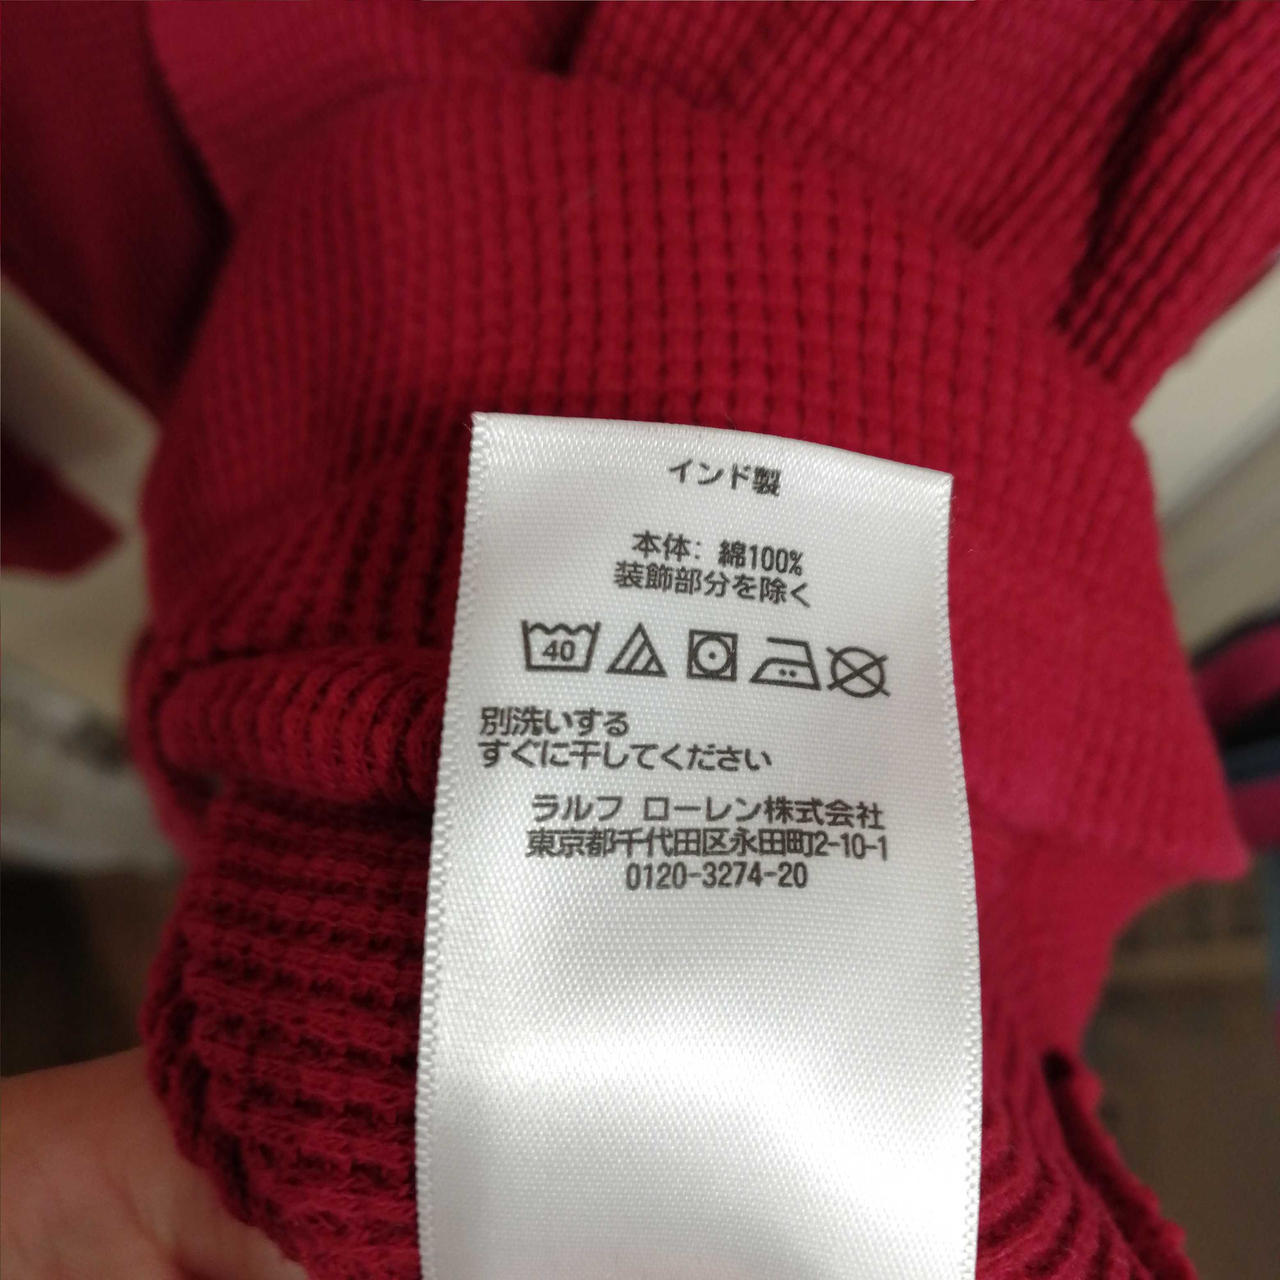 インド製
本体: 綿100%
装飾部分を除く
40
別洗いする
すぐに干してください
ラルフ ローレン株式会社
東京都千代田区永田町2-10-1
0120-3274-20